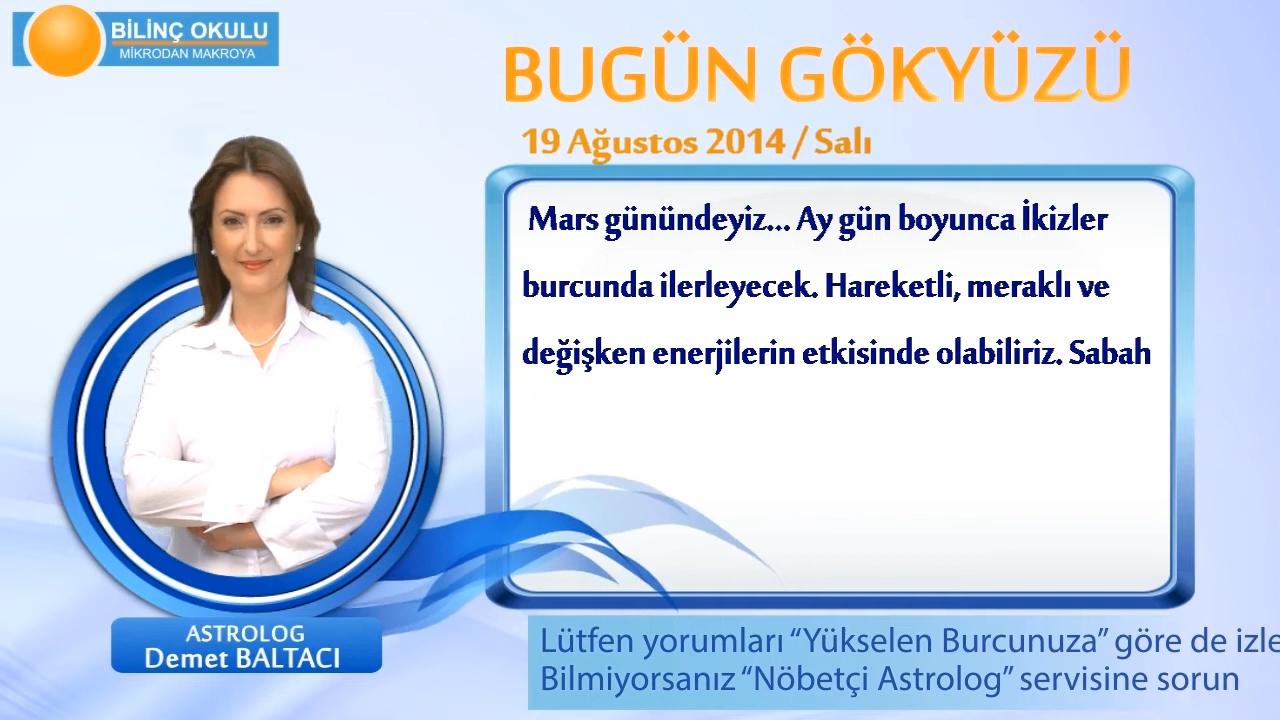 BİLİNÇ OKULU
MİKRODAN MAKROYA
BUGÜN GÖKYÜZÜ
19 Ağustos 2014 / Salı
Mars günündeyiz... Ay gün boyunca İkizler
burcunda ilerleyecek. Hareketli, meraklı ve
değişken enerjilerin etkisinde olabiliriz. Sabah
ASTROLOG
Demet BALTACI
Lütfen yorumları “Yükselen Burcunuza” göre de izle
Bilmiyorsanız “Nöbetçi Astrolog” servisine sorun